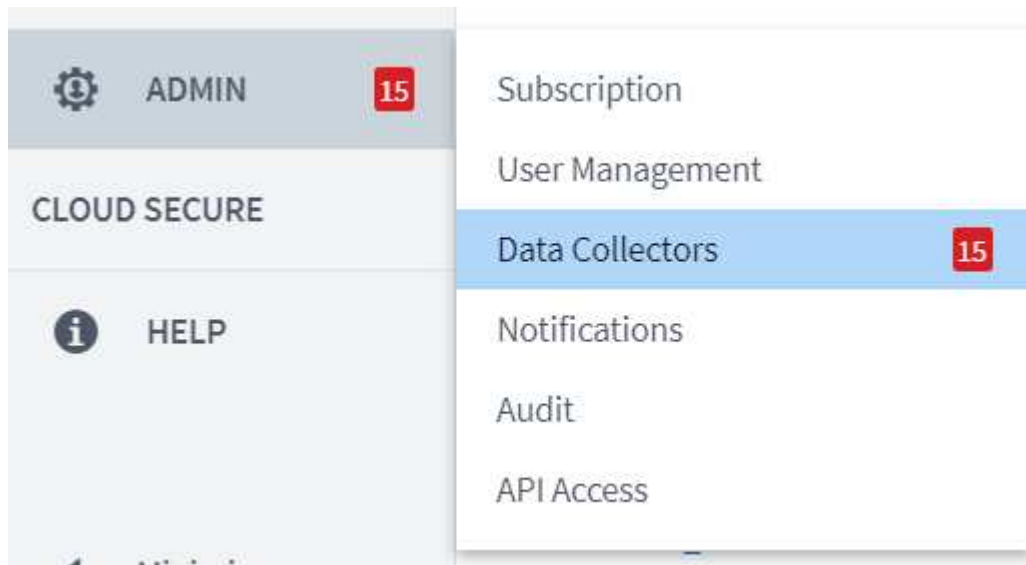 ADMIN 15
CLOUD SECURE
HELP
Subscription
User Management
Data Collectors 15
Notifications
Audit
API Access